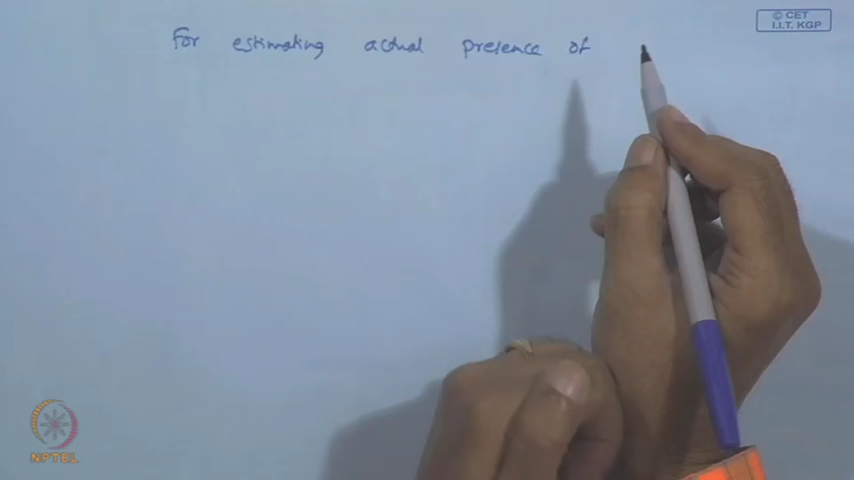 For estimating actual presence of
© CET
I.I.T. KGP
NPTEL